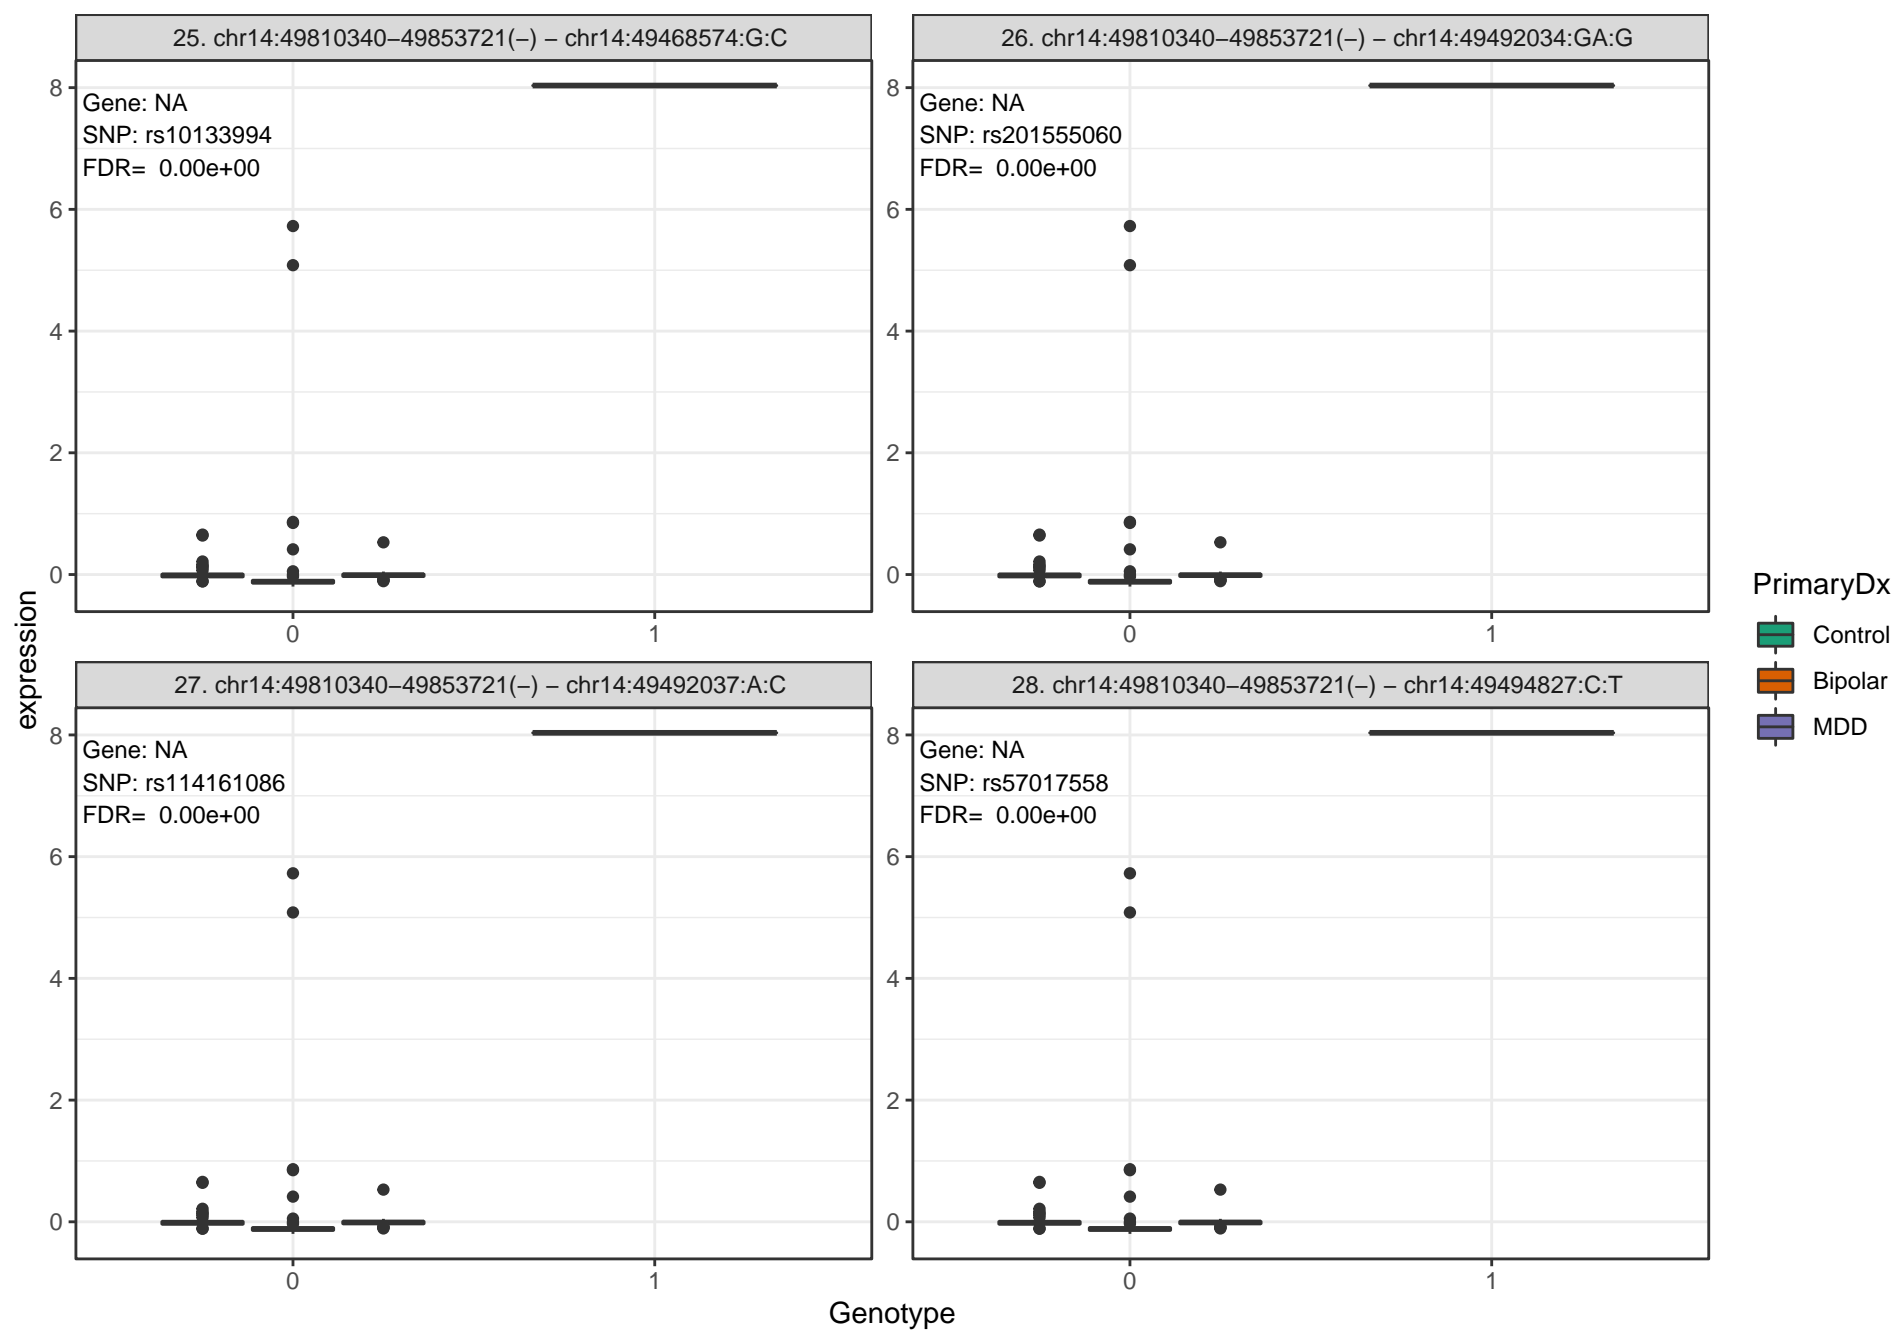 25. chr14:49810340−49853721(−) − chr14:49468574:G:C
26. chr14:49810340−49853721(−) − chr14:49492034:GA:G
8
Gene: NA
SNP: rs10133994
FDR=  0.00e+00
6
4
2
0
0
1
8
Gene: NA
SNP: rs201555060
FDR=  0.00e+00
6
4
2
0
0
1
27. chr14:49810340−49853721(−) − chr14:49492037:A:C
28. chr14:49810340−49853721(−) − chr14:49494827:C:T
8
Gene: NA
SNP: rs114161086
FDR=  0.00e+00
6
4
2
0
0
1
8
Gene: NA
SNP: rs57017558
FDR=  0.00e+00
6
4
2
0
0
1
expression
Genotype
PrimaryDx
Control
Bipolar
MDD